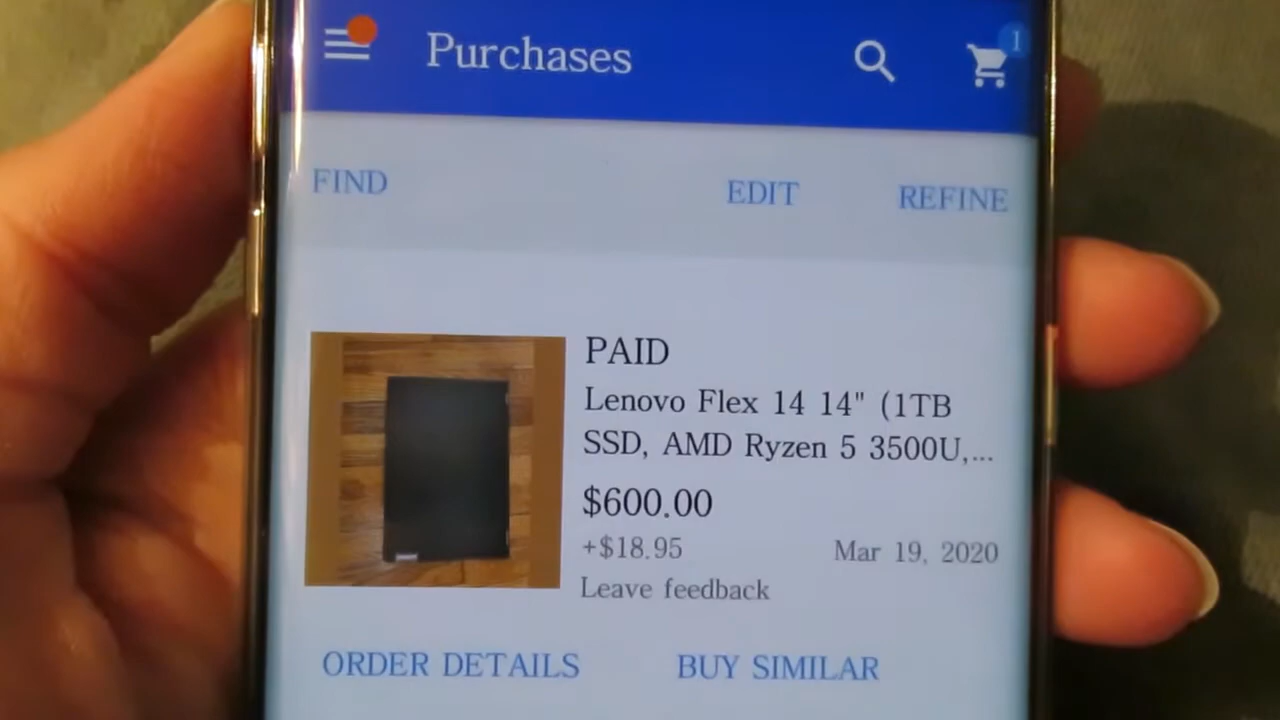 Purchases
1
FIND
EDIT
REFINE
PAID
Lenovo Flex 14 14" (1TB
SSD, AMD Ryzen 5 3500U,...
$600.00
+$18.95
Mar 19, 2020
Leave feedback
ORDER DETAILS
BUY SIMILAR